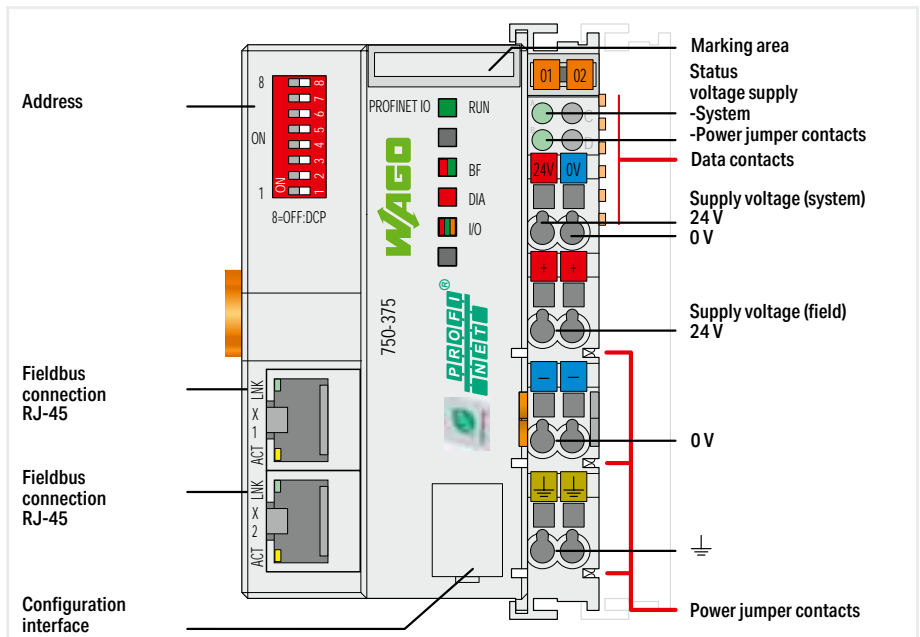 Address
8
ON
1
8=OFF:DCP
ON
1 2 3 4 5 6 7 8
Fieldbus
connection
RJ-45
LNK
X
1
ACT
Fieldbus
connection
RJ-45
LNK
X
2
ACT
Configuration
interface
PROFINET IO
RUN
BF
DIA
I/O
WAGO
750-375
PROFI
NET
®
01 02
C
D
24V 0V
+ +
— —
Marking area
Status
voltage supply
-System
-Power jumper contacts
Data contacts
Supply voltage (system)
24 V
0 V
Supply voltage (field)
24 V
0 V
Power jumper contacts